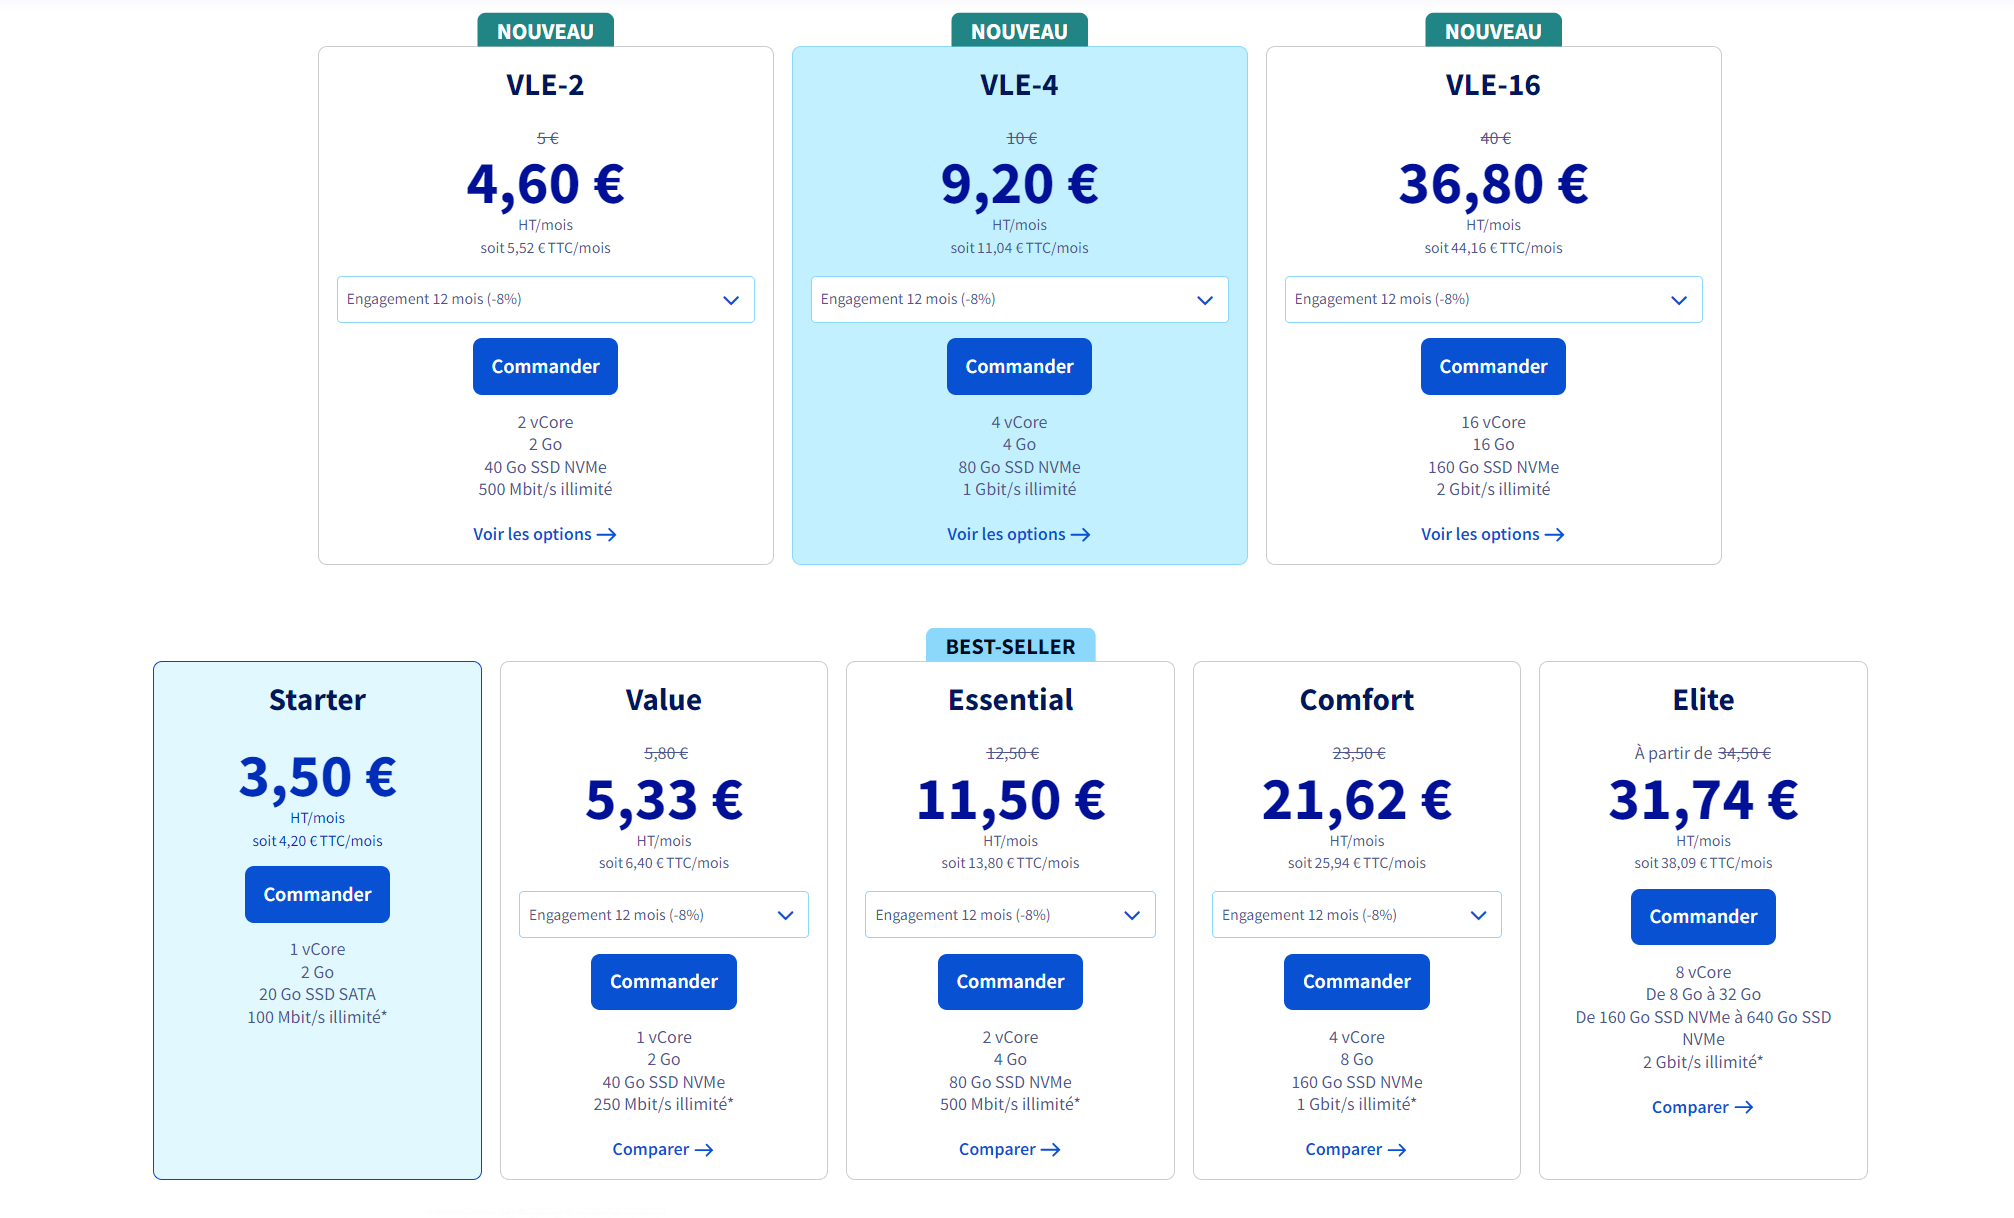 NOUVEAU
VLE-2
5 €
4,60 €
HT/mois
soit 5,52 € TTC/mois
Engagement 12 mois (-8%)
Commander
2 vCore
2 Go
40 Go SSD NVMe
500 Mbit/s illimité
Voir les options →
NOUVEAU
VLE-4
10 €
9,20 €
HT/mois
soit 11,04 € TTC/mois
Engagement 12 mois (-8%)
Commander
4 vCore
4 Go
80 Go SSD NVMe
1 Gbit/s illimité
Voir les options →
NOUVEAU
VLE-16
40 €
36,80 €
HT/mois
soit 44,16 € TTC/mois
Engagement 12 mois (-8%)
Commander
16 vCore
16 Go
160 Go SSD NVMe
2 Gbit/s illimité
Voir les options →
Starter
3,50 €
HT/mois
soit 4,20 € TTC/mois
Commander
1 vCore
2 Go
20 Go SSD SATA
100 Mbit/s illimité*
Value
5,80 €
5,33 €
HT/mois
soit 6,40 € TTC/mois
Engagement 12 mois (-8%)
Commander
1 vCore
2 Go
40 Go SSD NVMe
250 Mbit/s illimité*
Comparer →
BEST-SELLER
Essential
12,50 €
11,50 €
HT/mois
soit 13,80 € TTC/mois
Engagement 12 mois (-8%)
Commander
2 vCore
4 Go
80 Go SSD NVMe
500 Mbit/s illimité*
Comparer →
Comfort
23,50 €
21,62 €
HT/mois
soit 25,94 € TTC/mois
Engagement 12 mois (-8%)
Commander
4 vCore
8 Go
160 Go SSD NVMe
1 Gbit/s illimité*
Comparer →
Elite
À partir de 34,50 €
31,74 €
HT/mois
soit 38,09 € TTC/mois
Commander
8 vCore
De 8 Go à 32 Go
De 160 Go SSD NVMe à 640 Go SSD
NVMe
2 Gbit/s illimité*
Comparer →